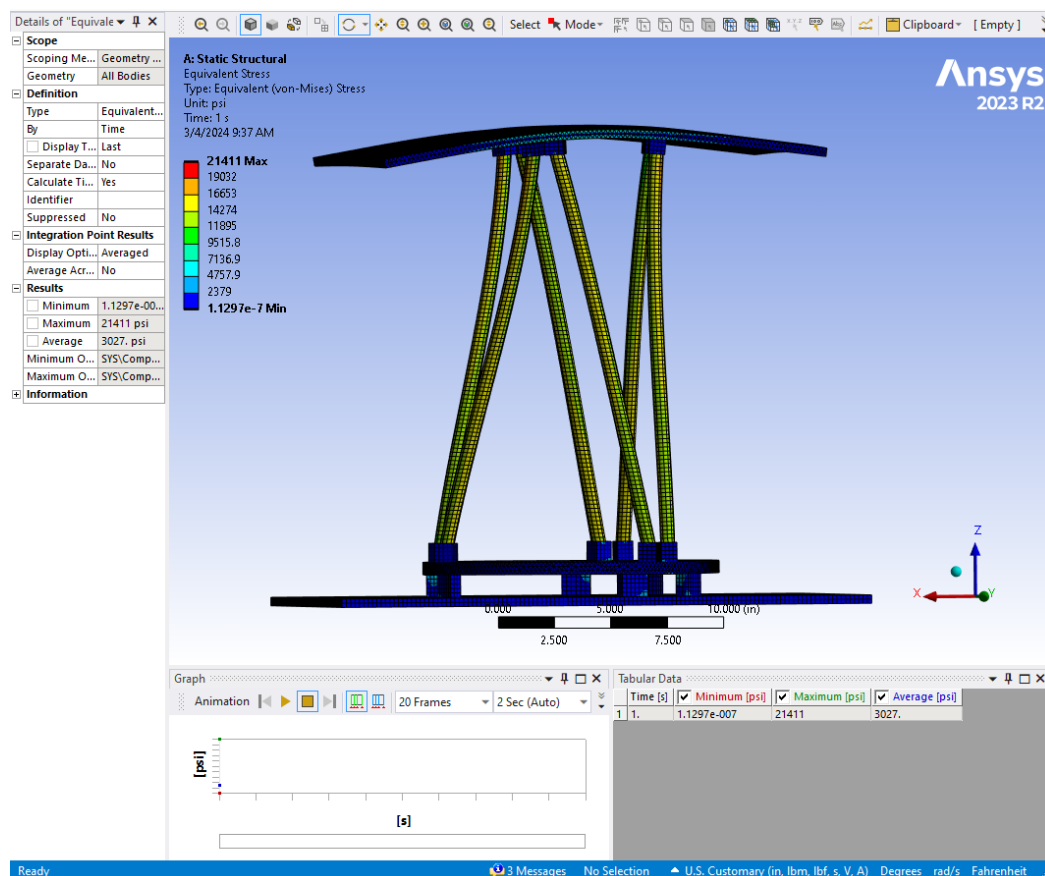 Details of "Equivale
Scope
Scoping Me... Geometry ...
Geometry All Bodies
Definition
Type Equivalent...
By Time
Display T... Last
Separate Da... No
Calculate Ti... Yes
Identifier
Suppressed No
Integration Point Results
Display Opti... Averaged
Average Acr... No
Results
Minimum 1.1297e-00...
Maximum 21411 psi
Average 3027. psi
Minimum O... SYS\Comp...
Maximum O... SYS\Comp...
Information
Select Mode Clipboard [ Empty ]
A: Static Structural
Equivalent Stress
Type: Equivalent (von-Mises) Stress
Unit: psi
Time: 1 s
3/4/2024 9:37 AM
21411 Max
19032
16653
14274
11895
9515.8
7136.9
4757.9
2379
1.1297e-7 Min
Ansys
2023 R2
Z
X Y
0.000 5.000 10.000 (in)
2.500 7.500
Graph
Animation 20 Frames 2 Sec (Auto)
[psi]
[s]
Tabular Data
Time [s] Minimum [psi] Maximum [psi] Average [psi]
1 1. 1.1297e-007 21411 3027.
Ready 3 Messages No Selection U.S. Customary (in, lbm, lbf, s, V, A) Degrees rad/s Fahrenheit